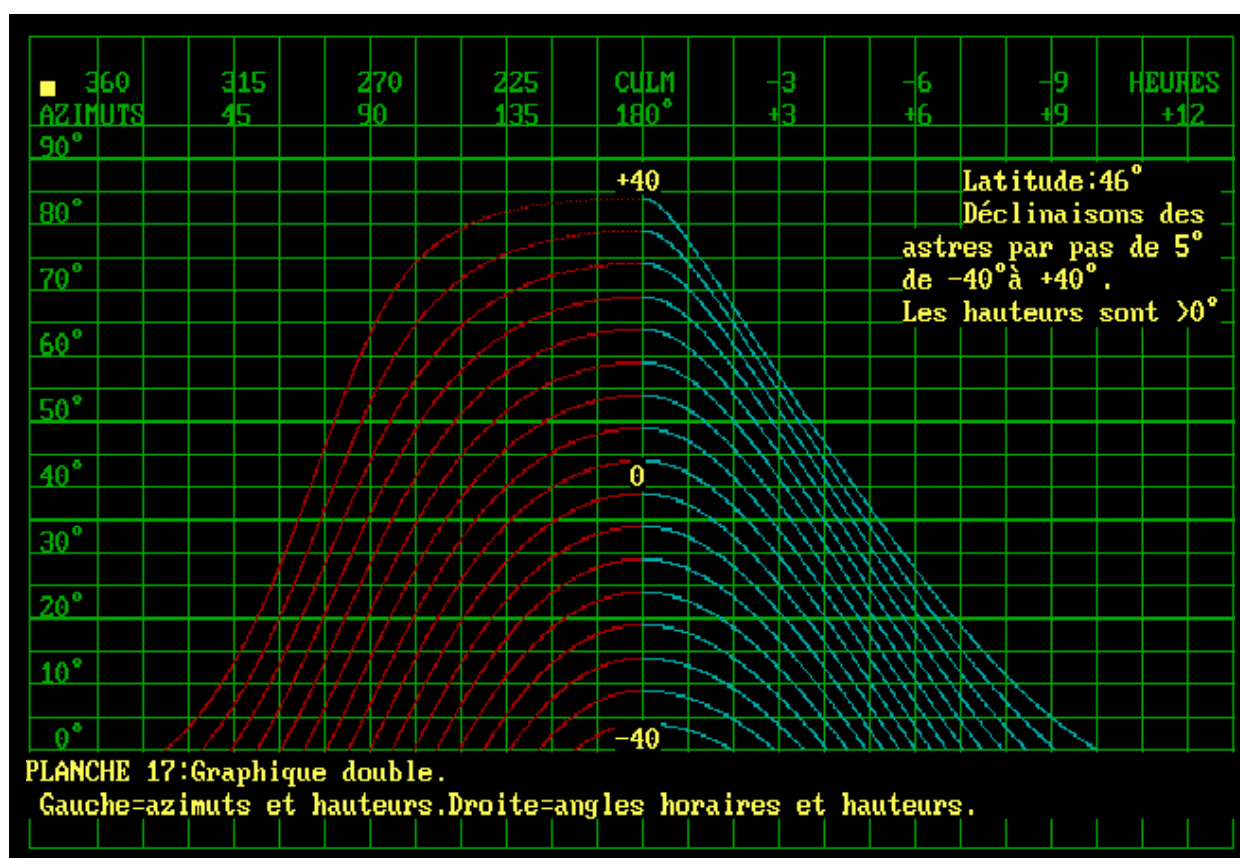 360 315 270 225 CULM -3 -6 -9 HEURES
AZIMUTS 45 90 135 180° +3 +6 +9 +12
90°
+40 Latitude:46°
80° Déclinaisons des
astres par pas de 5°
70° de -40°à +40°.
Les hauteurs sont >0°
60°
50°
40° 0
30°
20°
10°
0° -40
PLANCHE 17:Graphique double.
Gauche=azimuts et hauteurs.Droite=angles horaires et hauteurs.